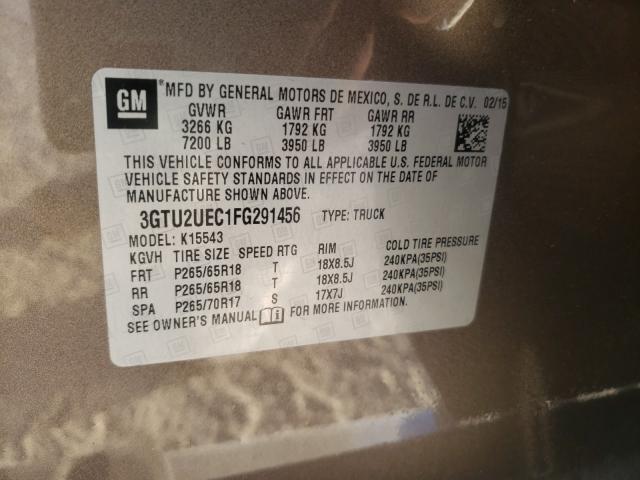 GM ® MFD BY GENERAL MOTORS DE MEXICO, S. DE R.L. DE C.V. 02/15
GVWR GAWR FRT GAWR RR
3266 KG 1792 KG 1792 KG
7200 LB 3950 LB 3950 LB
THIS VEHICLE CONFORMS TO ALL APPLICABLE U.S. FEDERAL MOTOR
VEHICLE SAFETY STANDARDS IN EFFECT ON THE DATE OF
MANUFACTURE SHOWN ABOVE.
3GTU2UEC1FG291456 TYPE: TRUCK
MODEL: K15543
KGVH TIRE SIZE SPEED RTG RIM COLD TIRE PRESSURE
FRT P265/65R18 T 18X8.5J 240KPA(35PSI)
RR P265/65R18 T 18X8.5J 240KPA(35PSI)
SPA P265/70R17 S 17X7J 240KPA(35PSI)
SEE OWNER'S MANUAL FOR MORE INFORMATION.